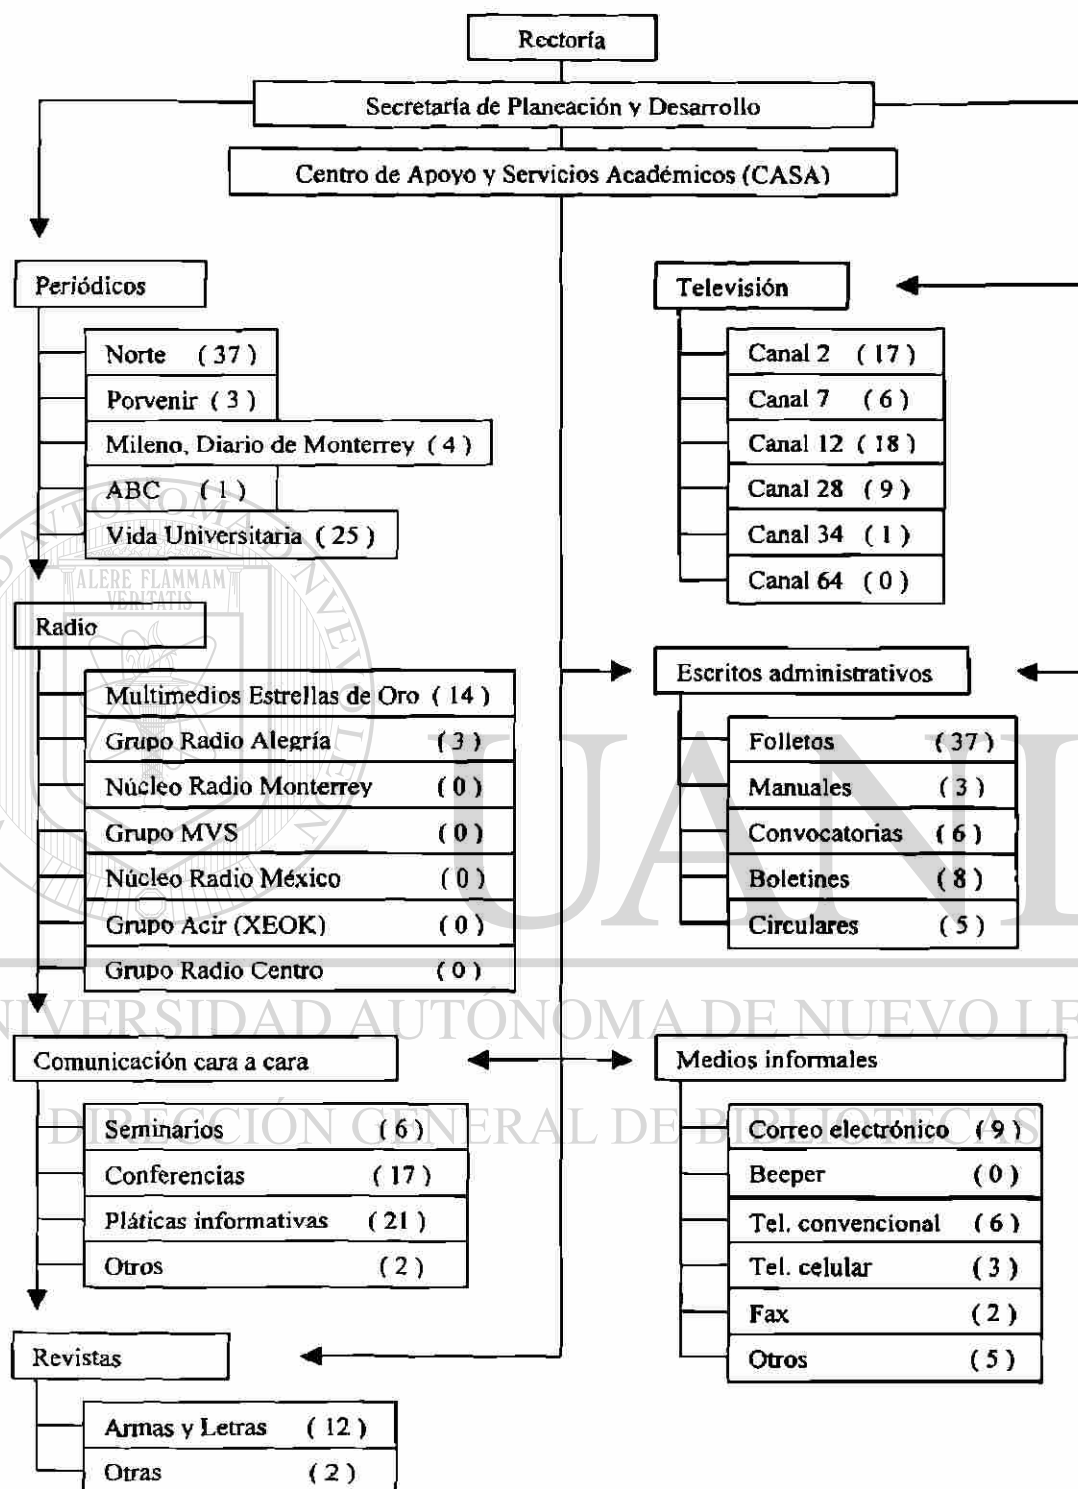 Rectoría
Secretaría de Planeación y Desarrollo
Centro de Apoyo y Servicios Académicos (CASA)
Periódicos
Norte ( 37 )
Porvenir ( 3 )
Mileno, Diario de Monterrey ( 4 )
ABC ( 1 )
Vida Universitaria ( 25 )
Radio
Multimedios Estrellas de Oro ( 14 )
Grupo Radio Alegría ( 3 )
Núcleo Radio Monterrey ( 0 )
Grupo MVS ( 0 )
Núcleo Radio México ( 0 )
Grupo Acir (XEOK) ( 0 )
Grupo Radio Centro ( 0 )
Comunicación cara a cara
Seminarios ( 6 )
Conferencias ( 17 )
Pláticas informativas ( 21 )
Otros ( 2 )
Revistas
Armas y Letras ( 12 )
Otras ( 2 )
Televisión
Canal 2 ( 17 )
Canal 7 ( 6 )
Canal 12 ( 18 )
Canal 28 ( 9 )
Canal 34 ( 1 )
Canal 64 ( 0 )
Escritos administrativos
Folletos ( 37 )
Manuales ( 3 )
Convocatorias ( 6 )
Boletines ( 8 )
Circulares ( 5 )
Medios informales
Correo electrónico ( 9 )
Beeper ( 0 )
Tel. convencional ( 6 )
Tel. celular ( 3 )
Fax ( 2 )
Otros ( 5 )
ALERE FLAMMAM
VERITATIS
UANL
UNIVERSIDAD AUTÓNOMA DE NUEVO LE
DIRECCIÓN GENERAL DE BIBLIOTECAS